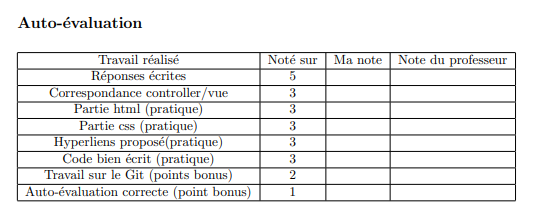 Auto-évaluation
Travail réalisé Noté sur Ma note Note du professeur
Réponses écrites 5
Correspondance controller/vue 3
Partie html (pratique) 3
Partie css (pratique) 3
Hyperliens proposé(pratique) 3
Code bien écrit (pratique) 3
Travail sur le Git (points bonus) 2
Auto-évaluation correcte (point bonus) 1